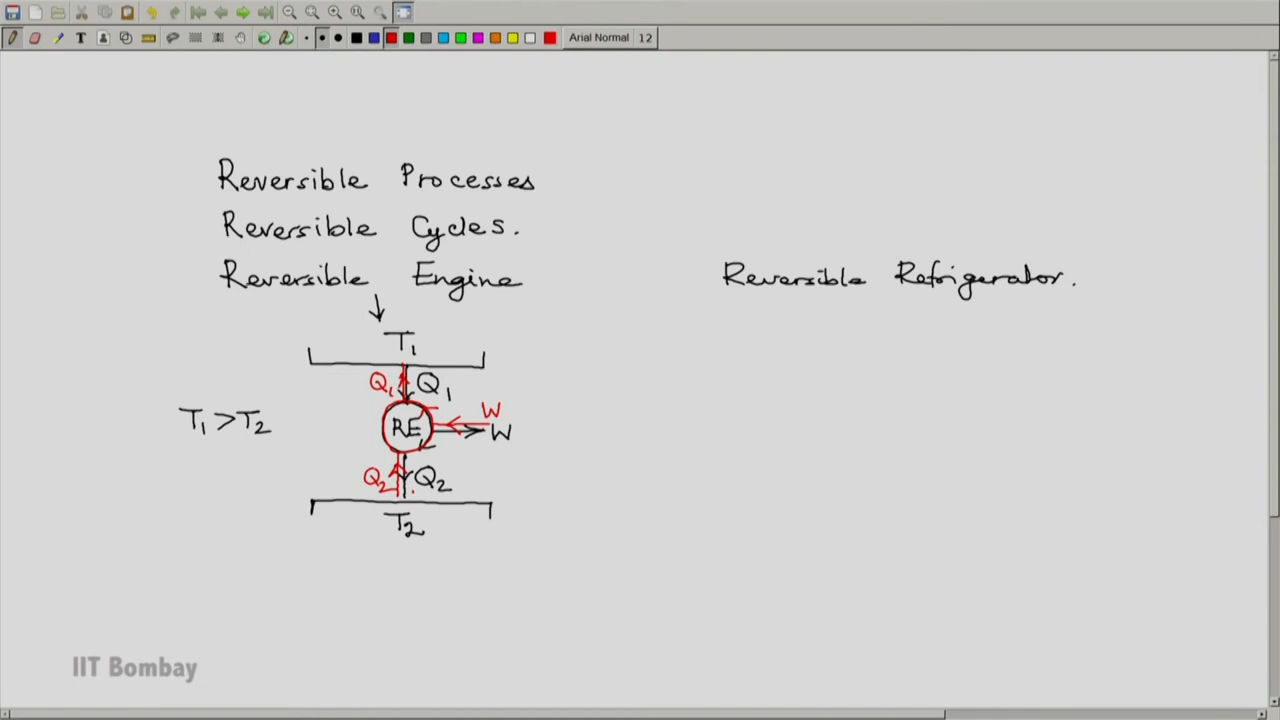 Arial Normal 12
Reversible Processes
Reversible Cycles.
Reversible Engine
Reversible Refrigerator.
T1
Q1 Q1
T1 > T2
RE
W
W
Q2 Q2
T2
IIT Bombay